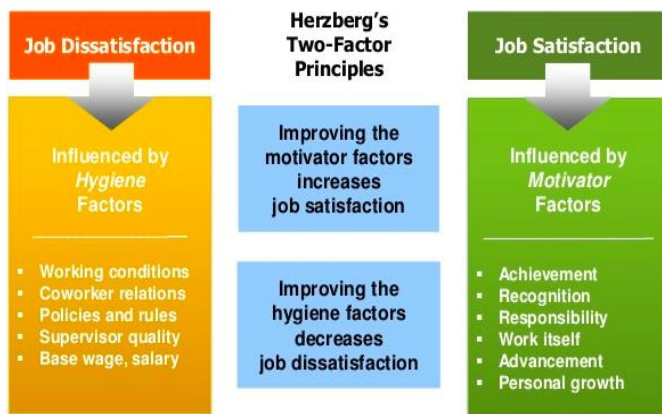 Job Dissatisfaction
Influenced by
Hygiene
Factors
▪ Working conditions
▪ Coworker relations
▪ Policies and rules
▪ Supervisor quality
▪ Base wage, salary
Herzberg's
Two-Factor
Principles
Improving the
motivator factors
increases
job satisfaction
Improving the
hygiene factors
decreases
job dissatisfaction
Job Satisfaction
Influenced by
Motivator
Factors
▪ Achievement
▪ Recognition
▪ Responsibility
▪ Work itself
▪ Advancement
▪ Personal growth